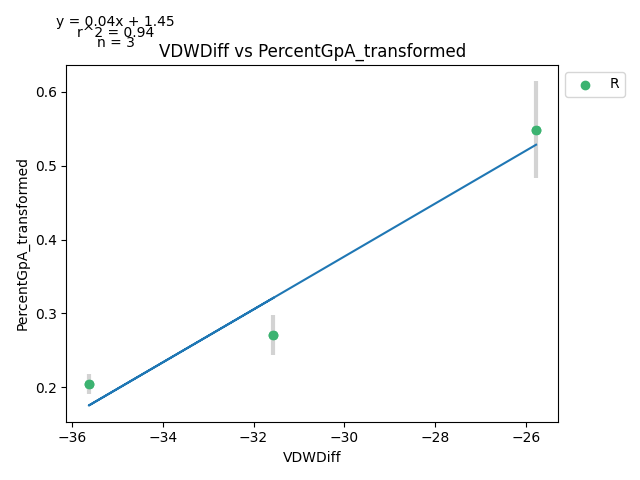 y = 0.04x + 1.45
r^2 = 0.94
n = 3
VDWDiff vs PercentGpA_transformed
R
PercentGpA_transformed
0.6
0.5
0.4
0.3
0.2
−36
−34
−32
−30
−28
−26
VDWDiff